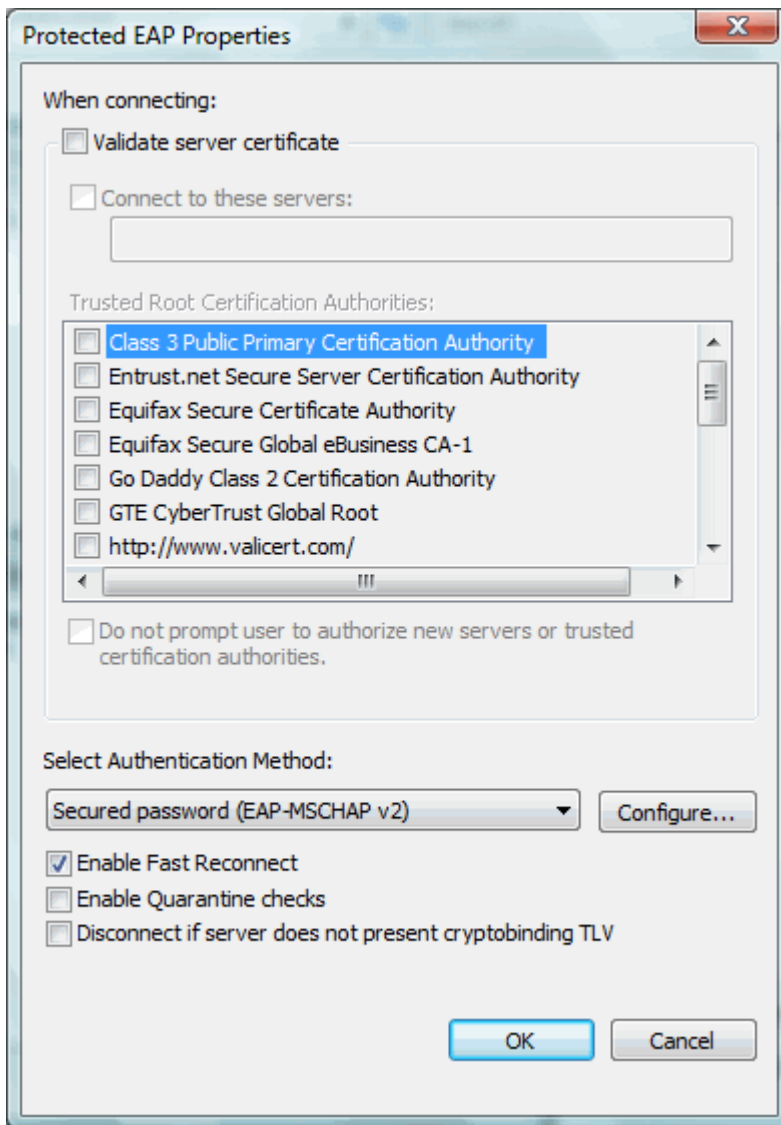 Protected EAP Properties
When connecting:
Validate server certificate
Connect to these servers:
Trusted Root Certification Authorities:
Class 3 Public Primary Certification Authority
Entrust.net Secure Server Certification Authority
Equifax Secure Certificate Authority
Equifax Secure Global eBusiness CA-1
Go Daddy Class 2 Certification Authority
GTE CyberTrust Global Root
http://www.valicert.com/
Do not prompt user to authorize new servers or trusted
certification authorities.
Select Authentication Method:
Secured password (EAP-MSCHAP v2)
Configure...
Enable Fast Reconnect
Enable Quarantine checks
Disconnect if server does not present cryptobinding TLV
OK
Cancel